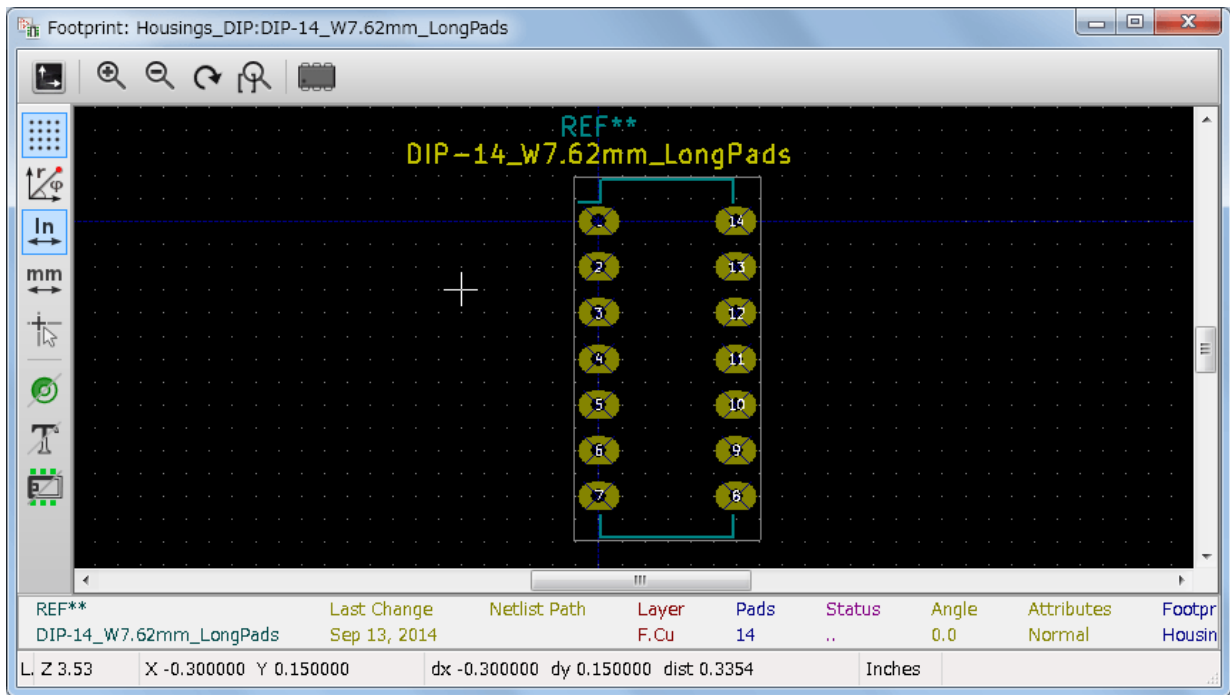 Footprint: Housings_DIP:DIP-14_W7.62mm_LongPads
In
mm
REF**
DIP-14_W7.62mm_LongPads
1 14
2 13
3 12
4 11
5 10
6 9
7 8
REF** Last Change Netlist Path Layer Pads Status Angle Attributes Footpr
DIP-14_W7.62mm_LongPads Sep 13, 2014 F.Cu 14 .. 0.0 Normal Housin
L. Z 3.53 X -0.300000 Y 0.150000 dx -0.300000 dy 0.150000 dist 0.3354 Inches